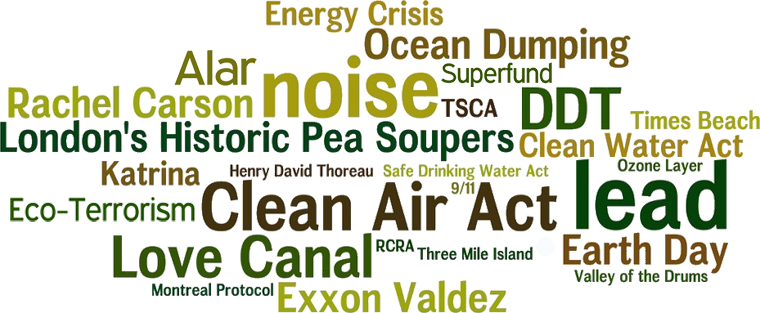 Energy Crisis
Ocean Dumping
Alar
noise
Superfund
Rachel Carson
TSCA
DDT
Times Beach
London's Historic Pea Soupers
Clean Water Act
Katrina
Henry David Thoreau
Safe Drinking Water Act
Ozone Layer
9/11
Eco-Terrorism
Clean Air Act
lead
Love Canal
RCRA
Three Mile Island
Earth Day
Valley of the Drums
Montreal Protocol
Exxon Valdez